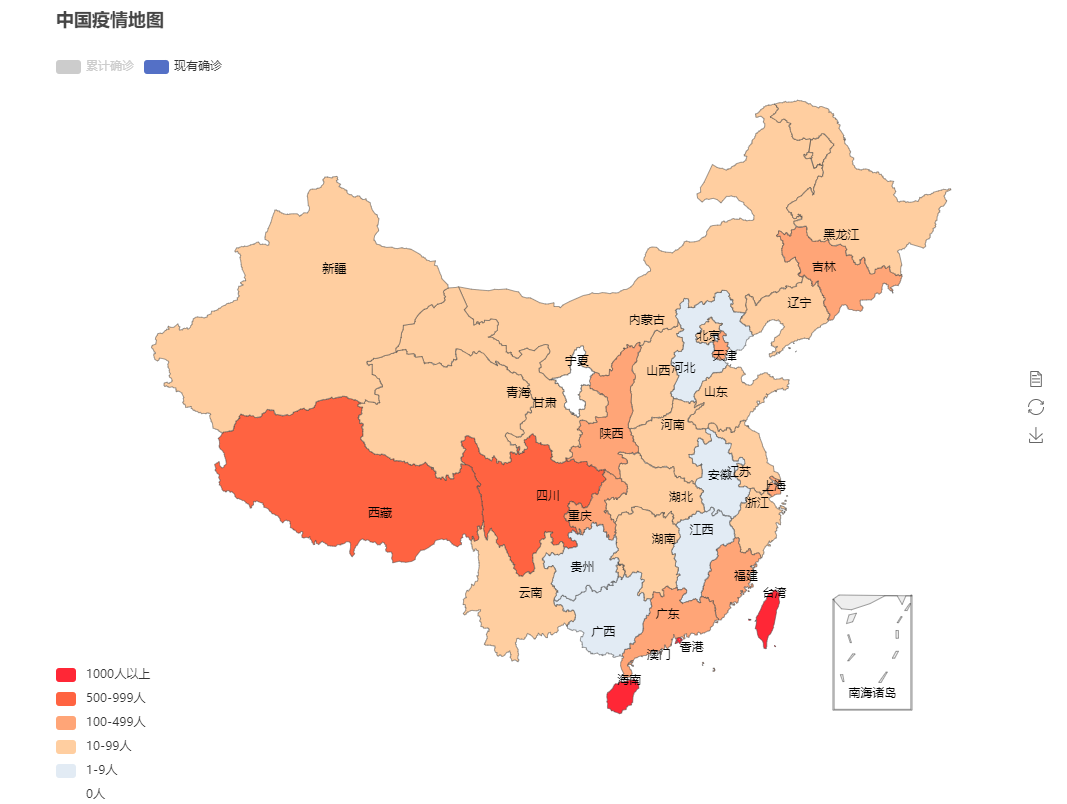 中国疫情地图
累计确诊
现有确诊
黑龙江
吉林
新疆
辽宁
内蒙古
北京
天津
宁夏
山西
河北
青海
甘肃
山东
河南
陕西
安徽
江苏
上海
四川
湖北
浙江
西藏
重庆
江西
湖南
贵州
福建
云南
台湾
广东
广西
香港
澳门
海南
南海诸岛
1000人以上
500-999人
100-499人
10-99人
1-9人
0人